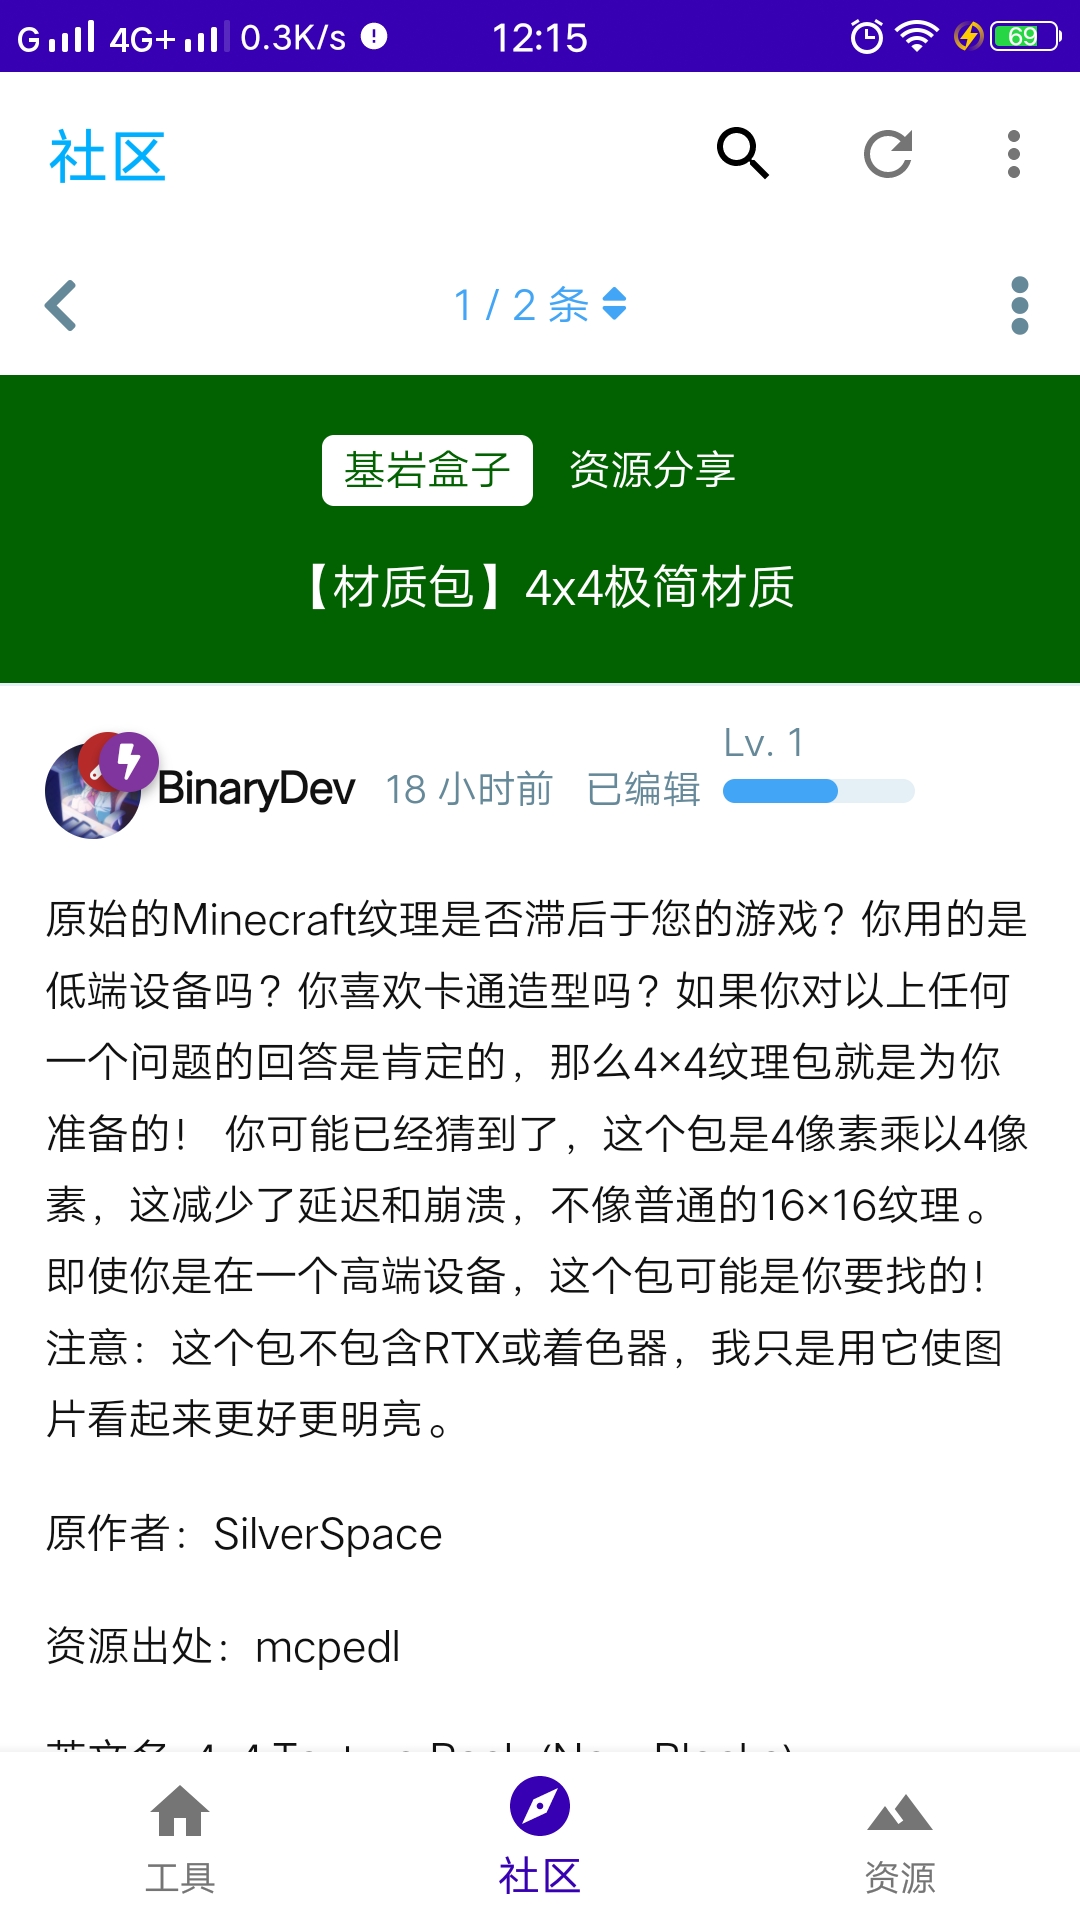 G 4G+ 0.3K/s 12:15 69
社区
1 / 2 条
基岩盒子 资源分享
【材质包】4x4极简材质
Lv. 1
BinaryDev 18 小时前 已编辑
原始的Minecraft纹理是否滞后于您的游戏？你用的是
低端设备吗？你喜欢卡通造型吗？如果你对以上任何
一个问题的回答是肯定的，那么4×4纹理包就是为你
准备的！ 你可能已经猜到了，这个包是4像素乘以4像
素，这减少了延迟和崩溃，不像普通的16×16纹理。
即使你是在一个高端设备，这个包可能是你要找的！
注意：这个包不包含RTX或着色器，我只是用它使图
片看起来更好更明亮。
原作者：SilverSpace
资源出处：mcpedl
工具 社区 资源